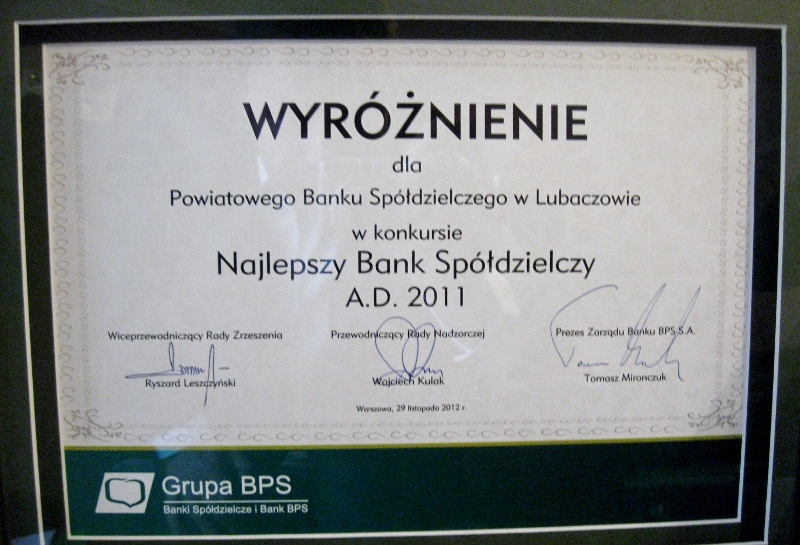 WYRÓŻNIENIE
dla
Powiatowego Banku Spółdzielczego w Lubaczowie
w konkursie
Najlepszy Bank Spółdzielczy
A.D. 2011
Wiceprzewodniczący Rady Zrzeszenia
Ryszard Leszczyński
Przewodniczący Rady Nadzorczej
Wojciech Kulak
Prezes Zarządu Banku BPS S.A.
Tomasz Mironczuk
Warszawa, 29 listopada 2012 r.
Grupa BPS
Banki Spółdzielcze i Bank BPS